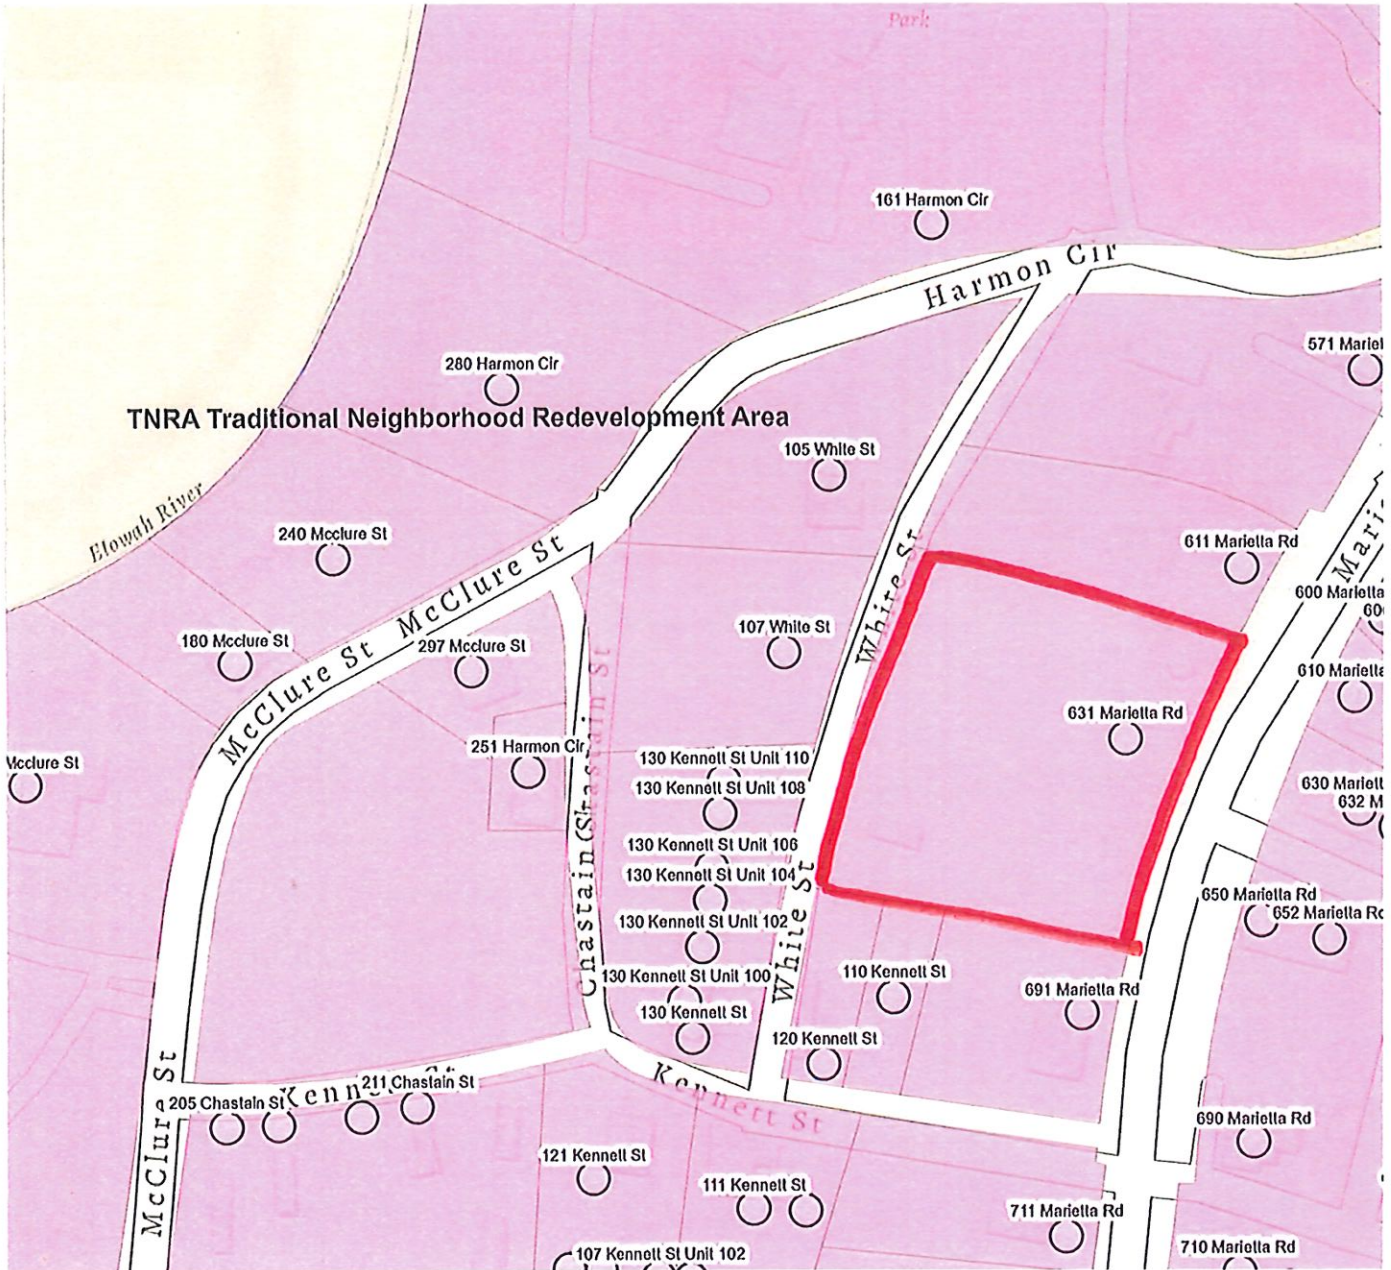 Park
161 Harmon Cir
Harmon Cir
571 Mariet
280 Harmon Cir
TNRA Traditional Neighborhood Redevelopment Area
105 White St
Etowah River
240 Mcclure St
McClure St
White St
611 Marietta Rd
Marie
600 Marietta
60
180 Mcclure St
297 Mcclure St
107 White St
Chastain St
610 Marietta
McClure St
631 Marietta Rd
Mcclure St
251 Harmon Cir
130 Kennett St Unit 110
130 Kennett St Unit 108
630 Mariett
632 M
130 Kennett St Unit 106
130 Kennett St Unit 104
Chastain St
White St
650 Marietta Rd
652 Marietta Rd
130 Kennett St Unit 102
130 Kennett St Unit 100
110 Kennett St
691 Marietta Rd
130 Kennett St
120 Kennett St
McClure St
Kennett St
211 Chastain St
205 Chastain St
Kennett St
690 Marietta Rd
121 Kennett St
111 Kennett St
711 Marietta Rd
107 Kennett St Unit 102
710 Marietta Rd